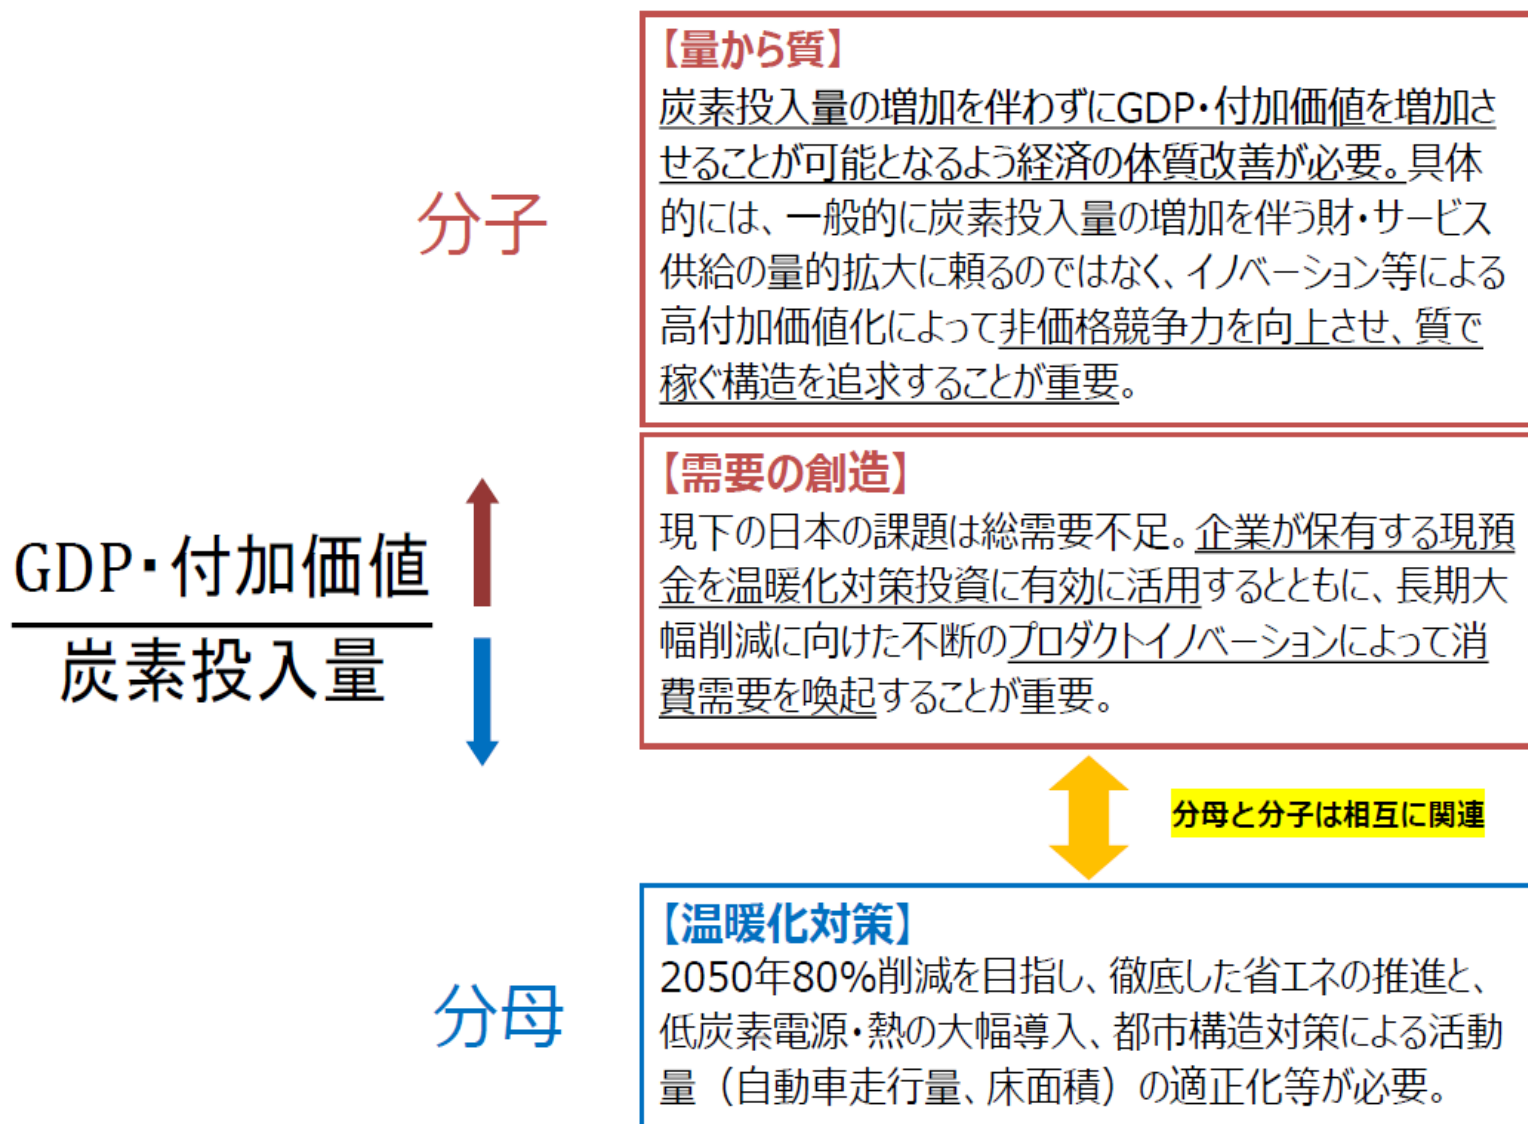 分子
【量から質】
炭素投入量の増加を伴わずにGDP・付加価値を増加さ
せることが可能となるよう経済の体質改善が必要。具体
的には、一般的に炭素投入量の増加を伴う財・サービス
供給の量的拡大に頼るのではなく、イノベーション等による
高付加価値化によって非価格競争力を向上させ、質で
稼ぐ構造を追求することが重要。
【需要の創造】
現下の日本の課題は総需要不足。企業が保有する現預
金を温暖化対策投資に有効に活用するとともに、長期大
幅削減に向けた不断のプロダクトイノベーションによって消
費需要を喚起することが重要。
GDP・付加価値
炭素投入量
分母と分子は相互に関連
分母
【温暖化対策】
2050年80%削減を目指し、徹底した省エネの推進と、
低炭素電源・熱の大幅導入、都市構造対策による活動
量（自動車走行量、床面積）の適正化等が必要。